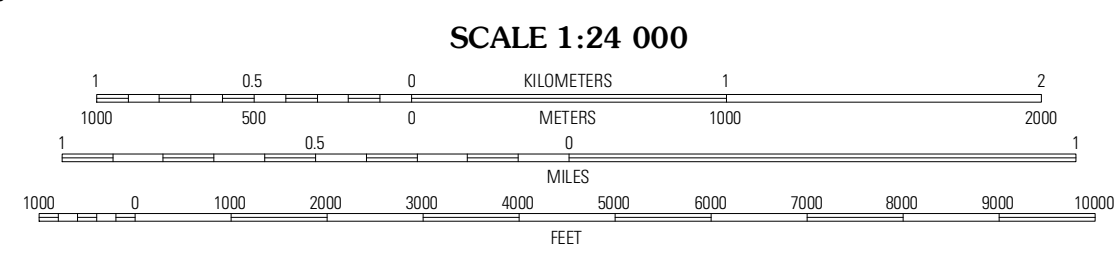 SCALE 1:24 000
1 0.5 0 KILOMETERS 1 2
1000 500 0 METERS 1000 2000
1 0.5 0 1
MILES
1000 0 1000 2000 3000 4000 5000 6000 7000 8000 9000 10000
FEET